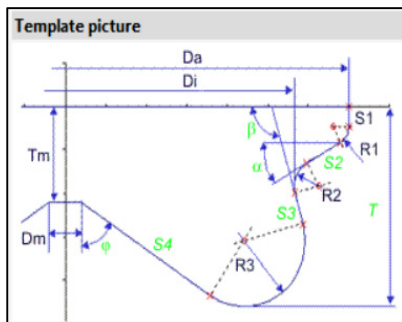 Template picture
Da
Di
S1
β
Tm
R1
S2
α
R2
T
S3
Dm
φ
S4
R3